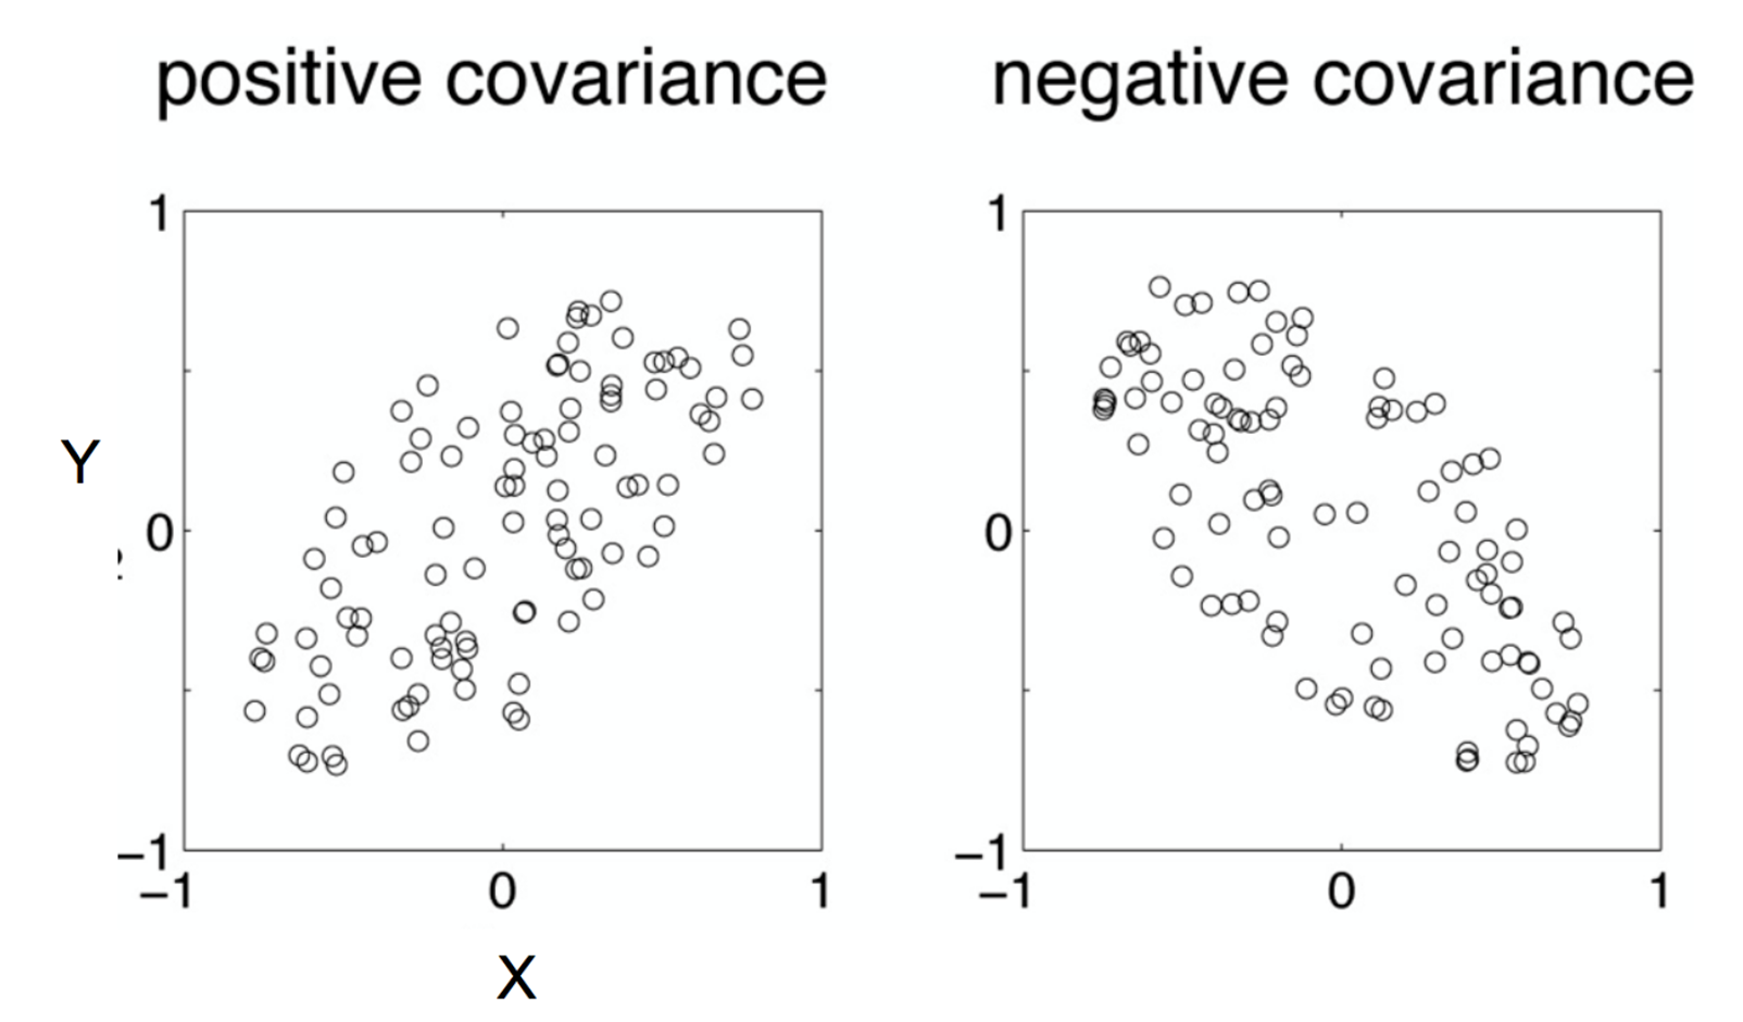 positive covariance
negative covariance
1
1
Y
0
0
−1
−1
−1 0 1
−1 0 1
X